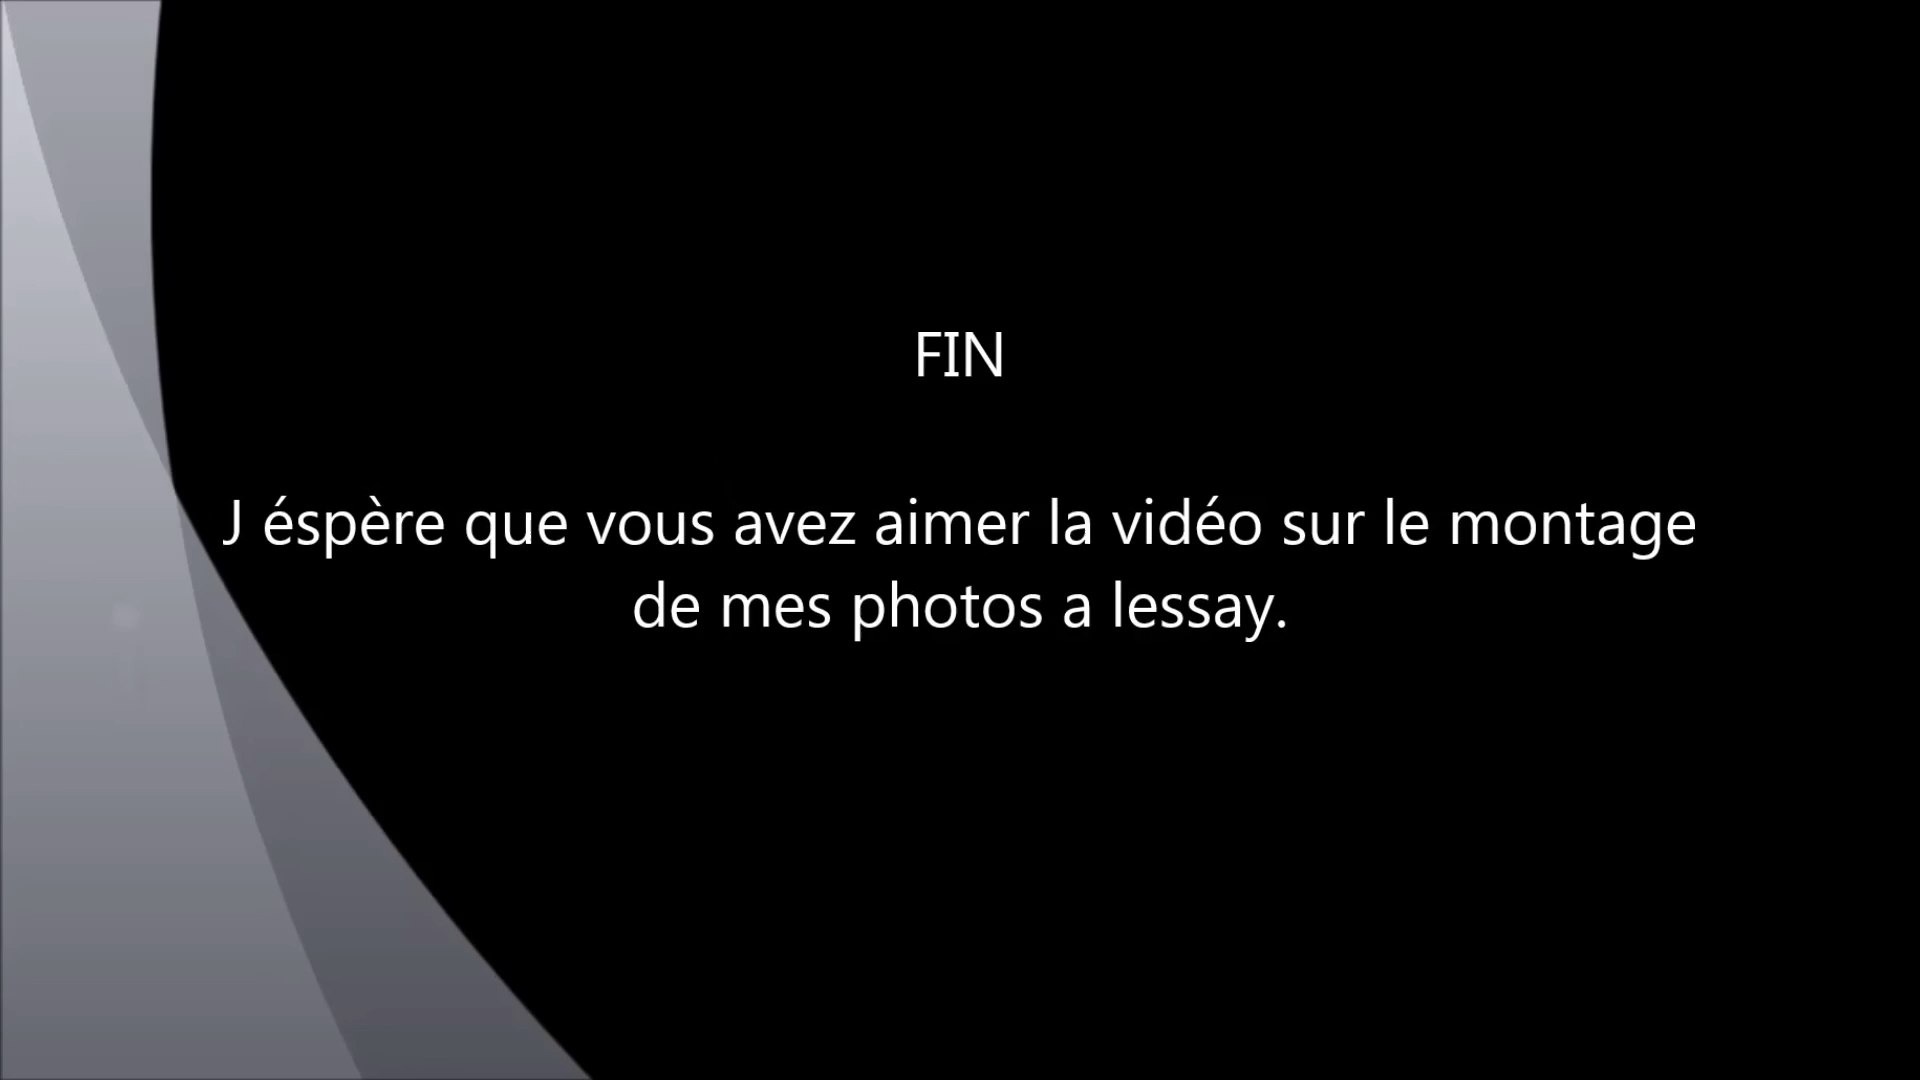 FIN
J éspère que vous avez aimer la vidéo sur le montage
de mes photos a lessay.